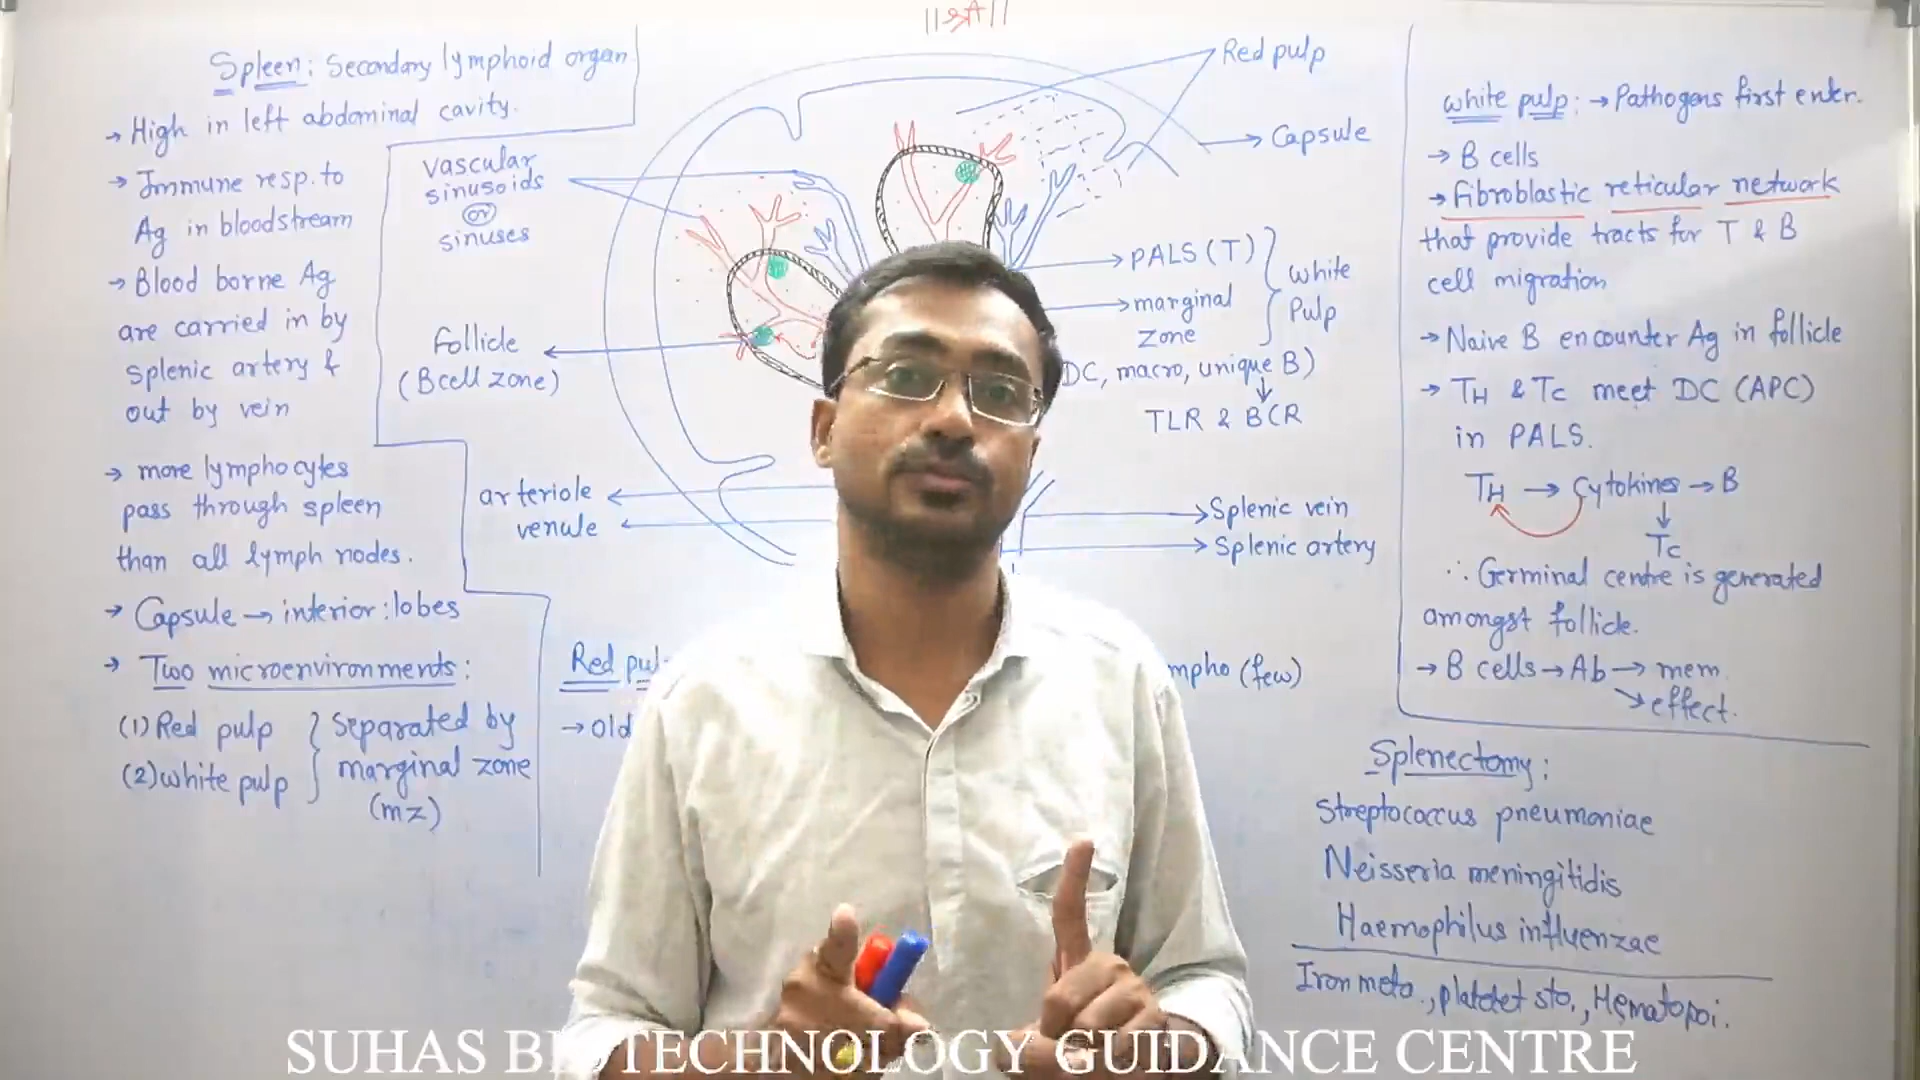 ||श्री||
Spleen: Secondary lymphoid organ
→ High in left abdominal cavity.
→ Immune resp. to
Ag in bloodstream
→ Blood borne Ag
are carried in by
splenic artery &
out by vein
→ more lymphocytes
pass through spleen
than all lymph nodes.
→ Capsule → interior: lobes
→ Two microenvironments:
(1) Red pulp
(2) white pulp
} Separated by
marginal zone
(mz)
vascular
sinusoids
(or)
sinuses
follicle
(B cell zone)
arteriole
venule
Red pulp
Capsule
PALS (T)
marginal
zone
} white
Pulp
DC, macro, unique B)
↓
TLR & BCR
Splenic vein
Splenic artery
Red pul
mpho (few)
→ Old
white pulp: → Pathogens first enter.
→ B cells
→ Fibroblastic reticular network
that provide tracts for T & B
cell migration
→ Naive B encounter Ag in follicle
→ TH & Tc meet DC (APC)
in PALS.
TH → Cytokines → B
↓
Tc
∴ Germinal centre is generated
amongst follicle.
→ B cells → Ab → mem.
↘ effect.
Splenectomy:
Streptococcus pneumoniae
Neisseria meningitidis
Haemophilus influenzae
Iron meta., platelet sto., Hematopoi.
SUHAS BIOTECHNOLOGY GUIDANCE CENTRE